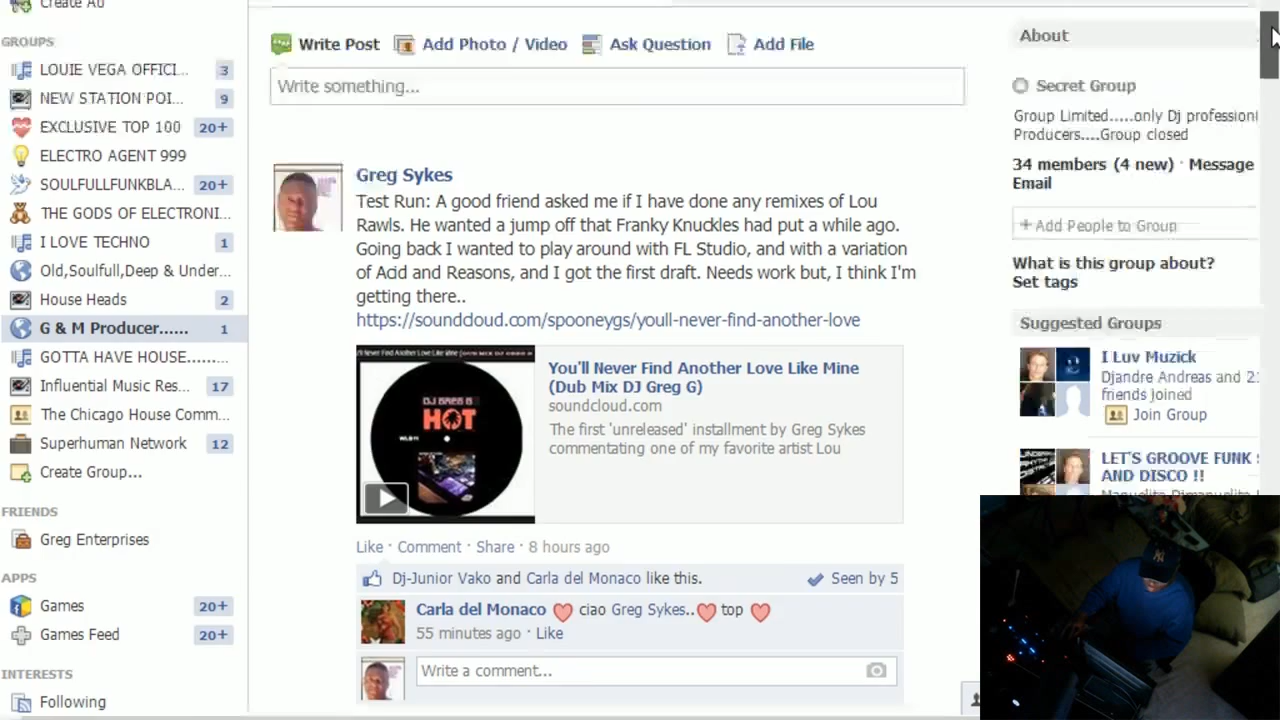 Create Ad
GROUPS
LOUIE VEGA OFFICI... 3
NEW STATION POI... 9
EXCLUSIVE TOP 100 20+
ELECTRO AGENT 999
SOULFULLFUNKBLA... 20+
THE GODS OF ELECTRONI...
I LOVE TECHNO 1
Old,Soulfull,Deep & Under...
House Heads 2
G & M Producer...... 1
GOTTA HAVE HOUSE........
Influential Music Res... 17
The Chicago House Comm...
Superhuman Network 12
Create Group...
FRIENDS
Greg Enterprises
APPS
Games 20+
Games Feed 20+
INTERESTS
Following
Write Post Add Photo / Video Ask Question Add File
Write something...
Greg Sykes
Test Run: A good friend asked me if I have done any remixes of Lou
Rawls. He wanted a jump off that Franky Knuckles had put a while ago.
Going back I wanted to play around with FL Studio, and with a variation
of Acid and Reasons, and I got the first draft. Needs work but, I think I'm
getting there..
https://soundcloud.com/spooneygs/youll-never-find-another-love
'll Never Find Another Love Like Mine
DJ GREG G
HOT
You'll Never Find Another Love Like Mine
(Dub Mix DJ Greg G)
soundcloud.com
The first 'unreleased' installment by Greg Sykes
commentating one of my favorite artist Lou
Like · Comment · Share · 8 hours ago
Dj-Junior Vako and Carla del Monaco like this. Seen by 5
Carla del Monaco ciao Greg Sykes.. top
55 minutes ago · Like
Write a comment...
About
Secret Group
Group Limited.....only Dj profession
Producers....Group closed
34 members (4 new) · Message
Email
+ Add People to Group
What is this group about?
Set tags
Suggested Groups
I Luv Muzick
Djandre Andreas and 2
friends joined
Join Group
LET'S GROOVE FUNK
AND DISCO !!